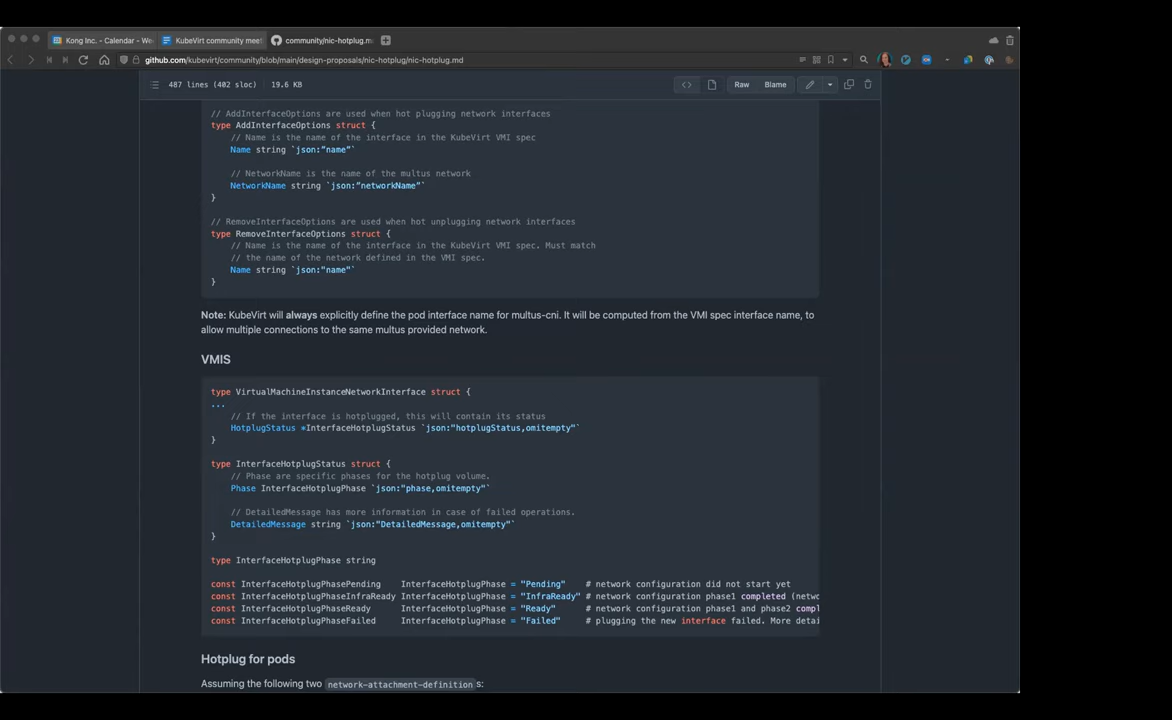 Kong Inc. - Calendar - We
KubeVirt community meet
community/nic-hotplug.m
github.com/kubevirt/community/blob/main/design-proposals/nic-hotplug/nic-hotplug.md
487 lines (402 sloc) 19.6 KB
Raw
Blame
// AddInterfaceOptions are used when hot plugging network interfaces
type AddInterfaceOptions struct {
// Name is the name of the interface in the KubeVirt VMI spec
Name string `json:"name"`
// NetworkName is the name of the multus network
NetworkName string `json:"networkName"`
}
// RemoveInterfaceOptions are used when hot unplugging network interfaces
type RemoveInterfaceOptions struct {
// Name is the name of the interface in the KubeVirt VMI spec. Must match
// the name of the network defined in the VMI spec.
Name string `json:"name"`
}
Note: KubeVirt will always explicitly define the pod interface name for multus-cni. It will be computed from the VMI spec interface name, to
allow multiple connections to the same multus provided network.
VMIS
type VirtualMachineInstanceNetworkInterface struct {
...
// If the interface is hotplugged, this will contain its status
HotplugStatus *InterfaceHotplugStatus `json:"hotplugStatus,omitempty"`
}
type InterfaceHotplugStatus struct {
// Phase are specific phases for the hotplug volume.
Phase InterfaceHotplugPhase `json:"phase,omitempty"`
// DetailedMessage has more information in case of failed operations.
DetailedMessage string `json:"DetailedMessage,omitempty"`
}
type InterfaceHotplugPhase string
const InterfaceHotplugPhasePending InterfaceHotplugPhase = "Pending" # network configuration did not start yet
const InterfaceHotplugPhaseInfraReady InterfaceHotplugPhase = "InfraReady" # network configuration phase1 completed (netwo
const InterfaceHotplugPhaseReady InterfaceHotplugPhase = "Ready" # network configuration phase1 and phase2 compl
const InterfaceHotplugPhaseFailed InterfaceHotplugPhase = "Failed" # plugging the new interface failed. More detai
Hotplug for pods
Assuming the following two network-attachment-definition s: